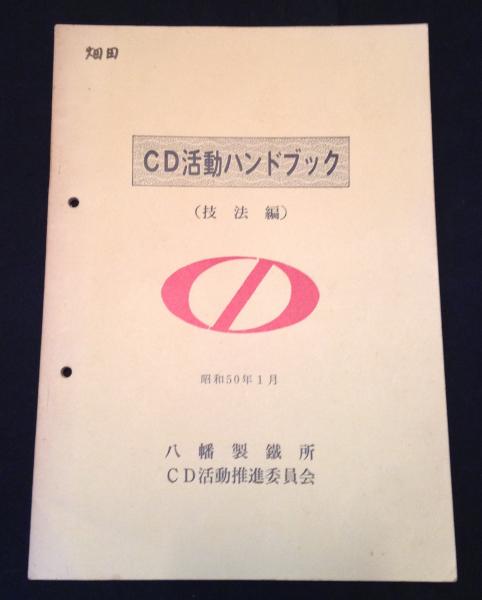 畑田
CD活動ハンドブック
（技法編）
昭和50年1月
八幡製鐵所
CD活動推進委員会